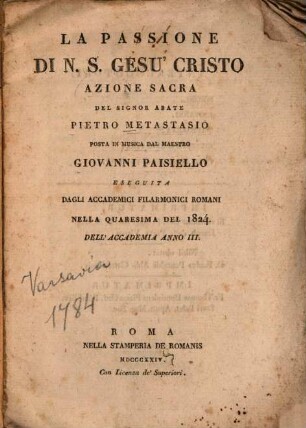 LA PASSIONE
DI N. S. GESU' CRISTO
AZIONE SACRA
DEL SIGNOR ABATE
PIETRO METASTASIO
POSTA IN MUSICA DAL MAESTRO
GIOVANNI PAISIELLO
ESEGUITA
DAGLI ACCADEMICI FILARMONICI ROMANI
NELLA QUARESIMA DEL 1824.
DELL'ACCADEMIA ANNO III.
Varsavia
1784
ROMA
NELLA STAMPERIA DE ROMANIS
MDCCCXXIV.
Con licenza de' Superiori.